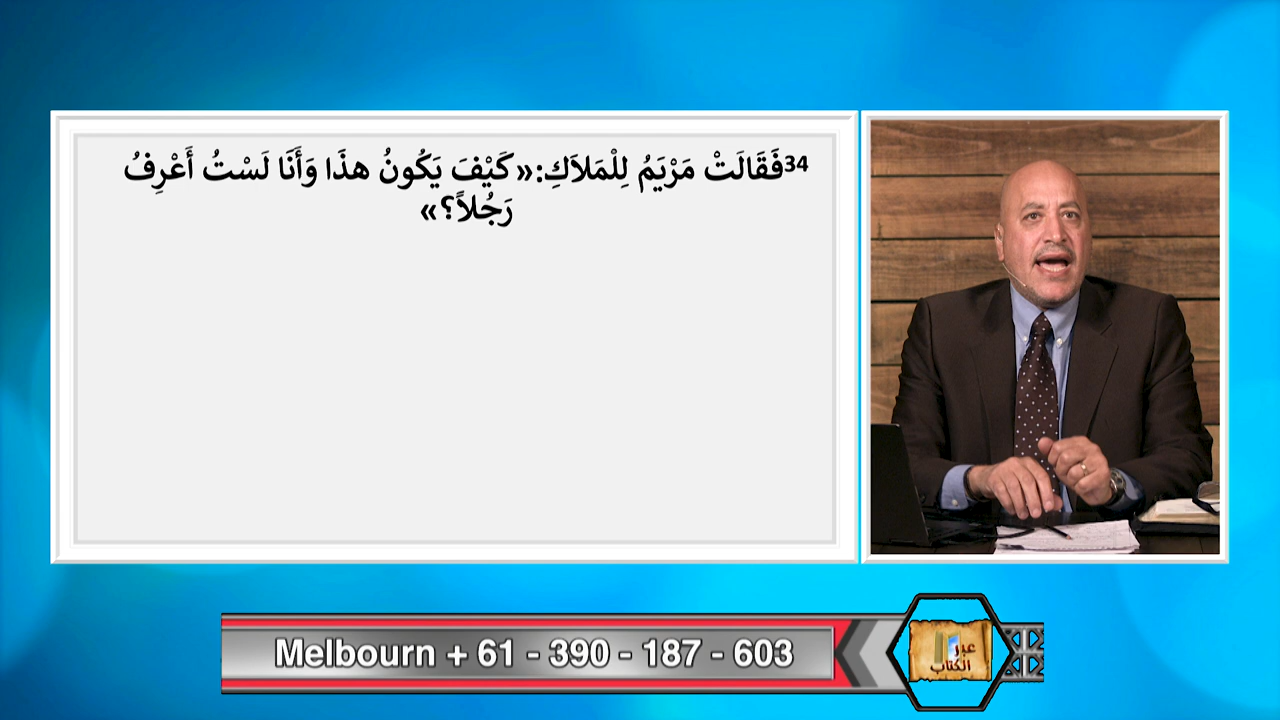 34فَقَالَتْ مَرْيَمُ لِلْمَلاَكِ:«كَيْفَ يَكُونُ هذَا وَأَنَا لَسْتُ أَعْرِفُ
رَجُلاً؟»
Melbourn + 61 - 390 - 187 - 603
عبر
الكتاب